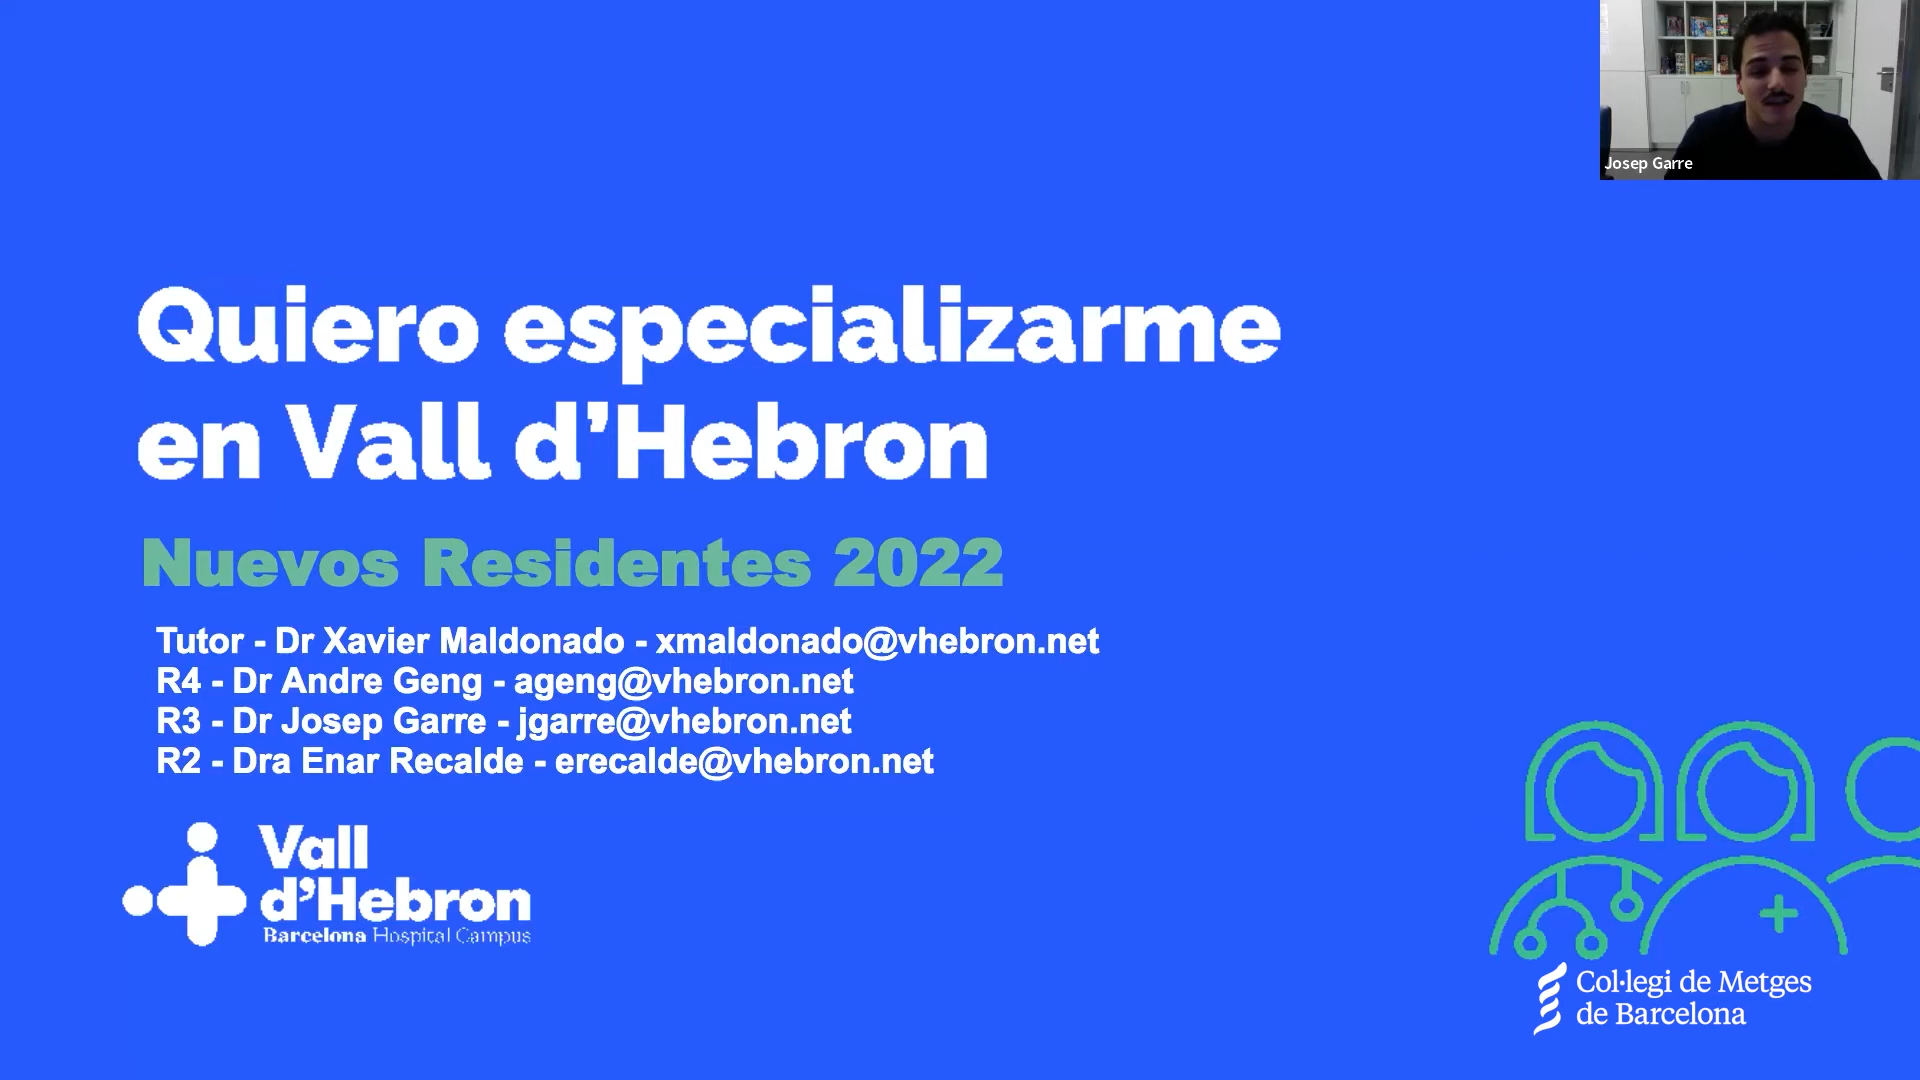 Josep Garre
Quiero especializarme
en Vall d’Hebron
Nuevos Residentes 2022
Tutor - Dr Xavier Maldonado - xmaldonado@vhebron.net
R4 - Dr Andre Geng - ageng@vhebron.net
R3 - Dr Josep Garre - jgarre@vhebron.net
R2 - Dra Enar Recalde - erecalde@vhebron.net
Vall
d’Hebron
Barcelona Hospital Campus
Col·legi de Metges
de Barcelona